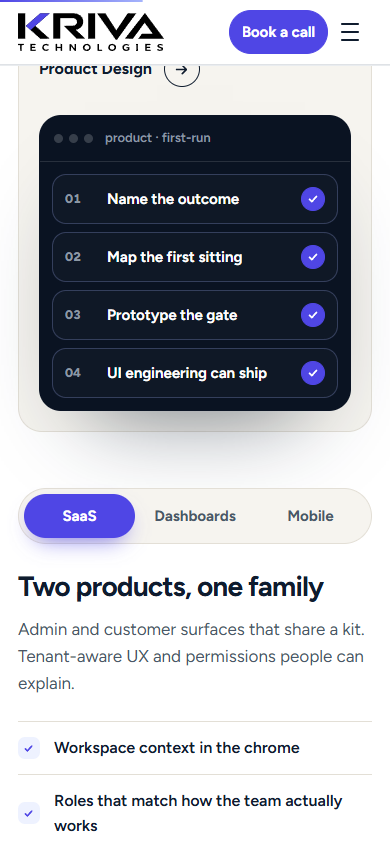 KRIVA
TECHNOLOGIES
Book a call
Product Design
product · first-run
01 Name the outcome
02 Map the first sitting
03 Prototype the gate
04 UI engineering can ship
SaaS Dashboards Mobile
Two products, one family
Admin and customer surfaces that share a kit.
Tenant-aware UX and permissions people can
explain.
Workspace context in the chrome
Roles that match how the team actually
works